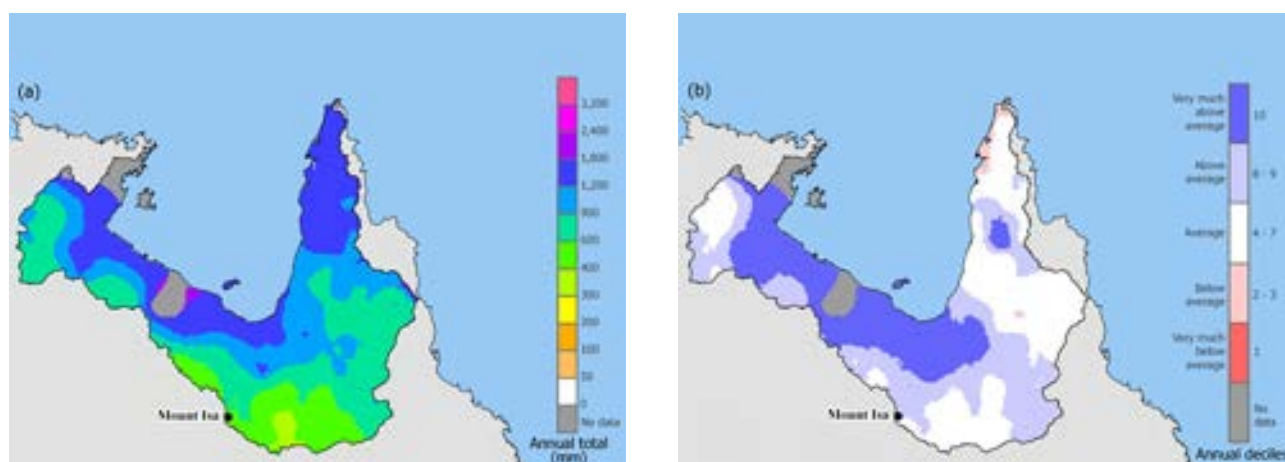 (a)
3,200
2,400
1,800
1,200
900
600
400
300
200
100
50
0
No data
Annual total
(mm)
Mount Isa
(b)
Very much
above
average
10
Above
average
8 - 9
Average
4 - 7
Below
average
2 - 3
Very much
below
average
1
No
data
Annual decile
Mount Isa